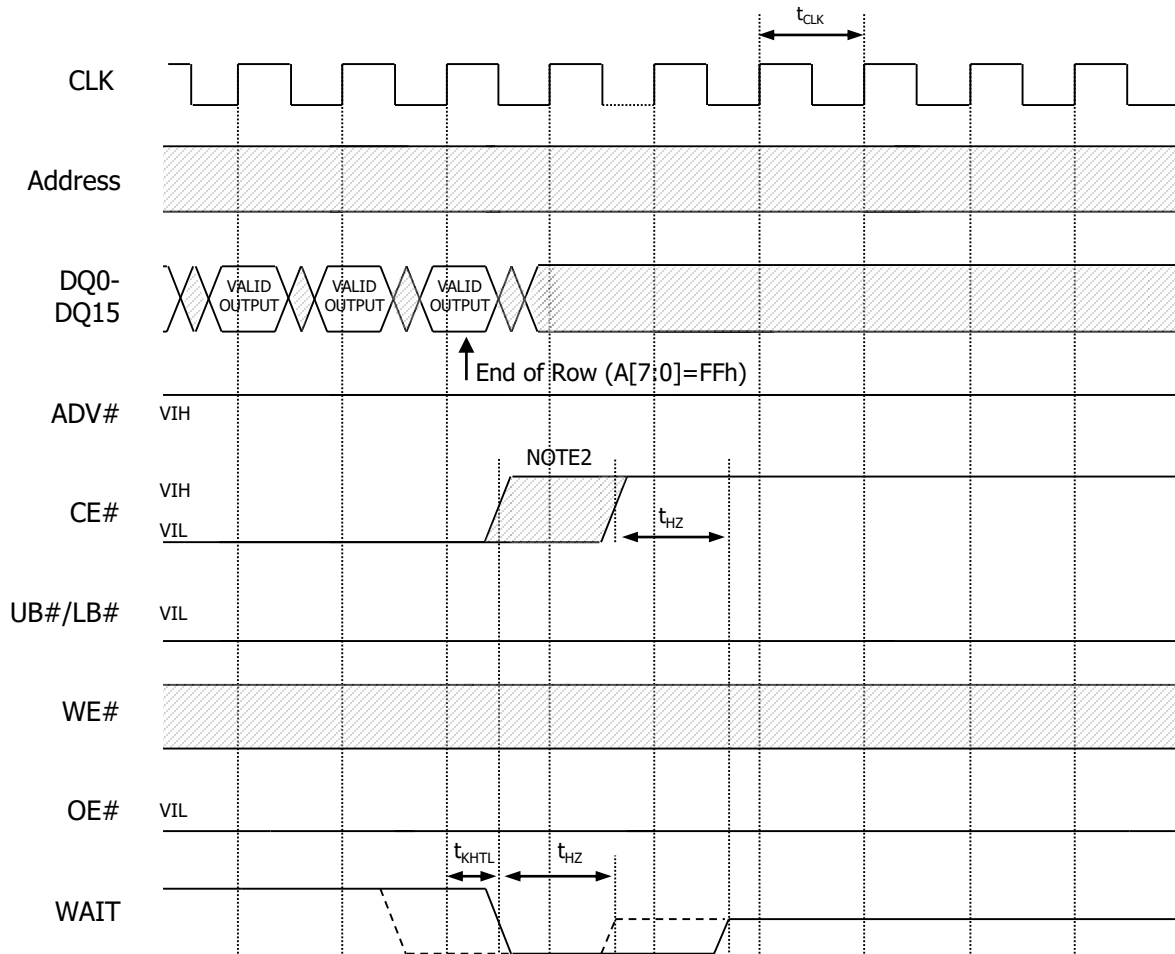 tCLK
CLK
Address
DQ0-
DQ15
VALID
OUTPUT
VALID
OUTPUT
VALID
OUTPUT
End of Row (A[7:0]=FFh)
ADV#
VIH
NOTE2
CE#
VIH
VIL
tHZ
UB#/LB#
VIL
WE#
OE#
VIL
tKHTL
tHZ
WAIT